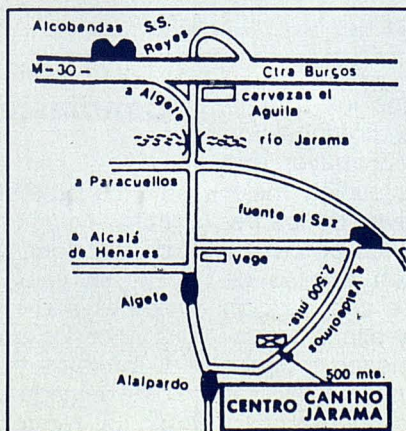 Alcobendas
S.S.
Reyes
M-30-
Ctra Burgos
a Algete
cervezas el
Aguila
río Jarama
a Paracuellos
fuente el Saz
a Alcalá
de Henares
Vege
Algete
a Valdeolmos
2.500 mts.
500 mts.
Alalpardo
CENTRO CANINO
JARAMA